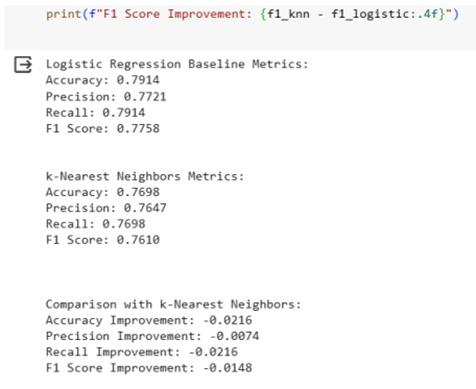 print(f"F1 Score Improvement: {f1_knn - f1_logistic:.4f}")
Logistic Regression Baseline Metrics:
Accuracy: 0.7914
Precision: 0.7721
Recall: 0.7914
F1 Score: 0.7758
k-Nearest Neighbors Metrics:
Accuracy: 0.7698
Precision: 0.7647
Recall: 0.7698
F1 Score: 0.7610
Comparison with k-Nearest Neighbors:
Accuracy Improvement: -0.0216
Precision Improvement: -0.0074
Recall Improvement: -0.0216
F1 Score Improvement: -0.0148